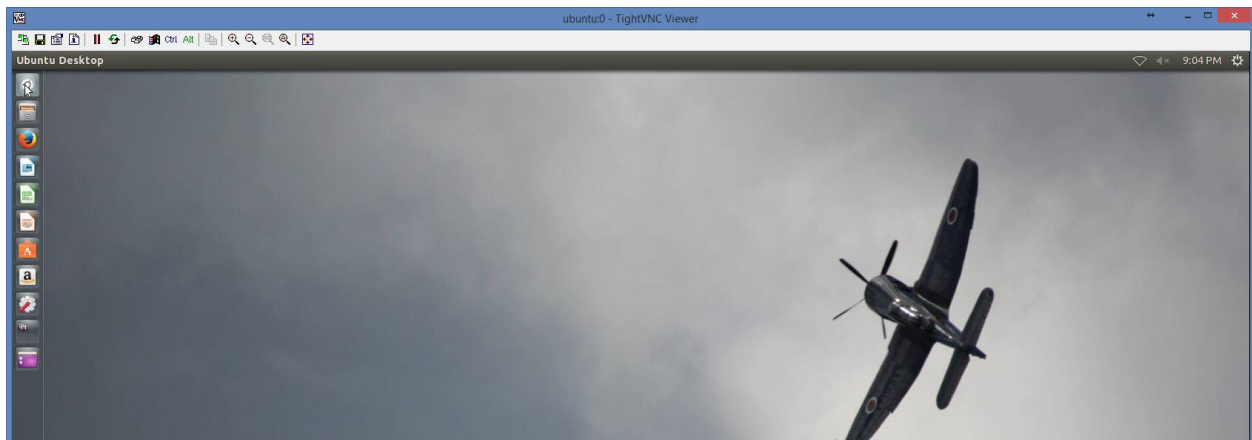 ubuntu:0 - TightVNC Viewer
Ctrl Alt
Ubuntu Desktop 9:04 PM
A
a